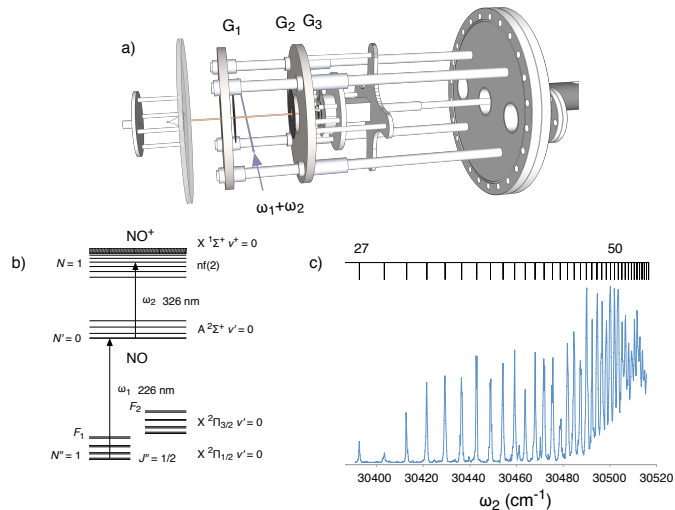 a)
G₁ G₂ G₃
ω₁+ω₂
b)
NO⁺
X ¹Σ⁺ v⁺ = 0
N = 1
nf(2)
ω₂ 326 nm
A ²Σ⁺ v' = 0
N' = 0
NO
ω₁ 226 nm
F₂
X ²Π₃/₂ v' = 0
F₁
N'' = 1
J'' = 1/2
X ²Π₁/₂ v' = 0
c)
27 50
30400 30420 30440 30460 30480 30500 30520
ω₂ (cm⁻¹)